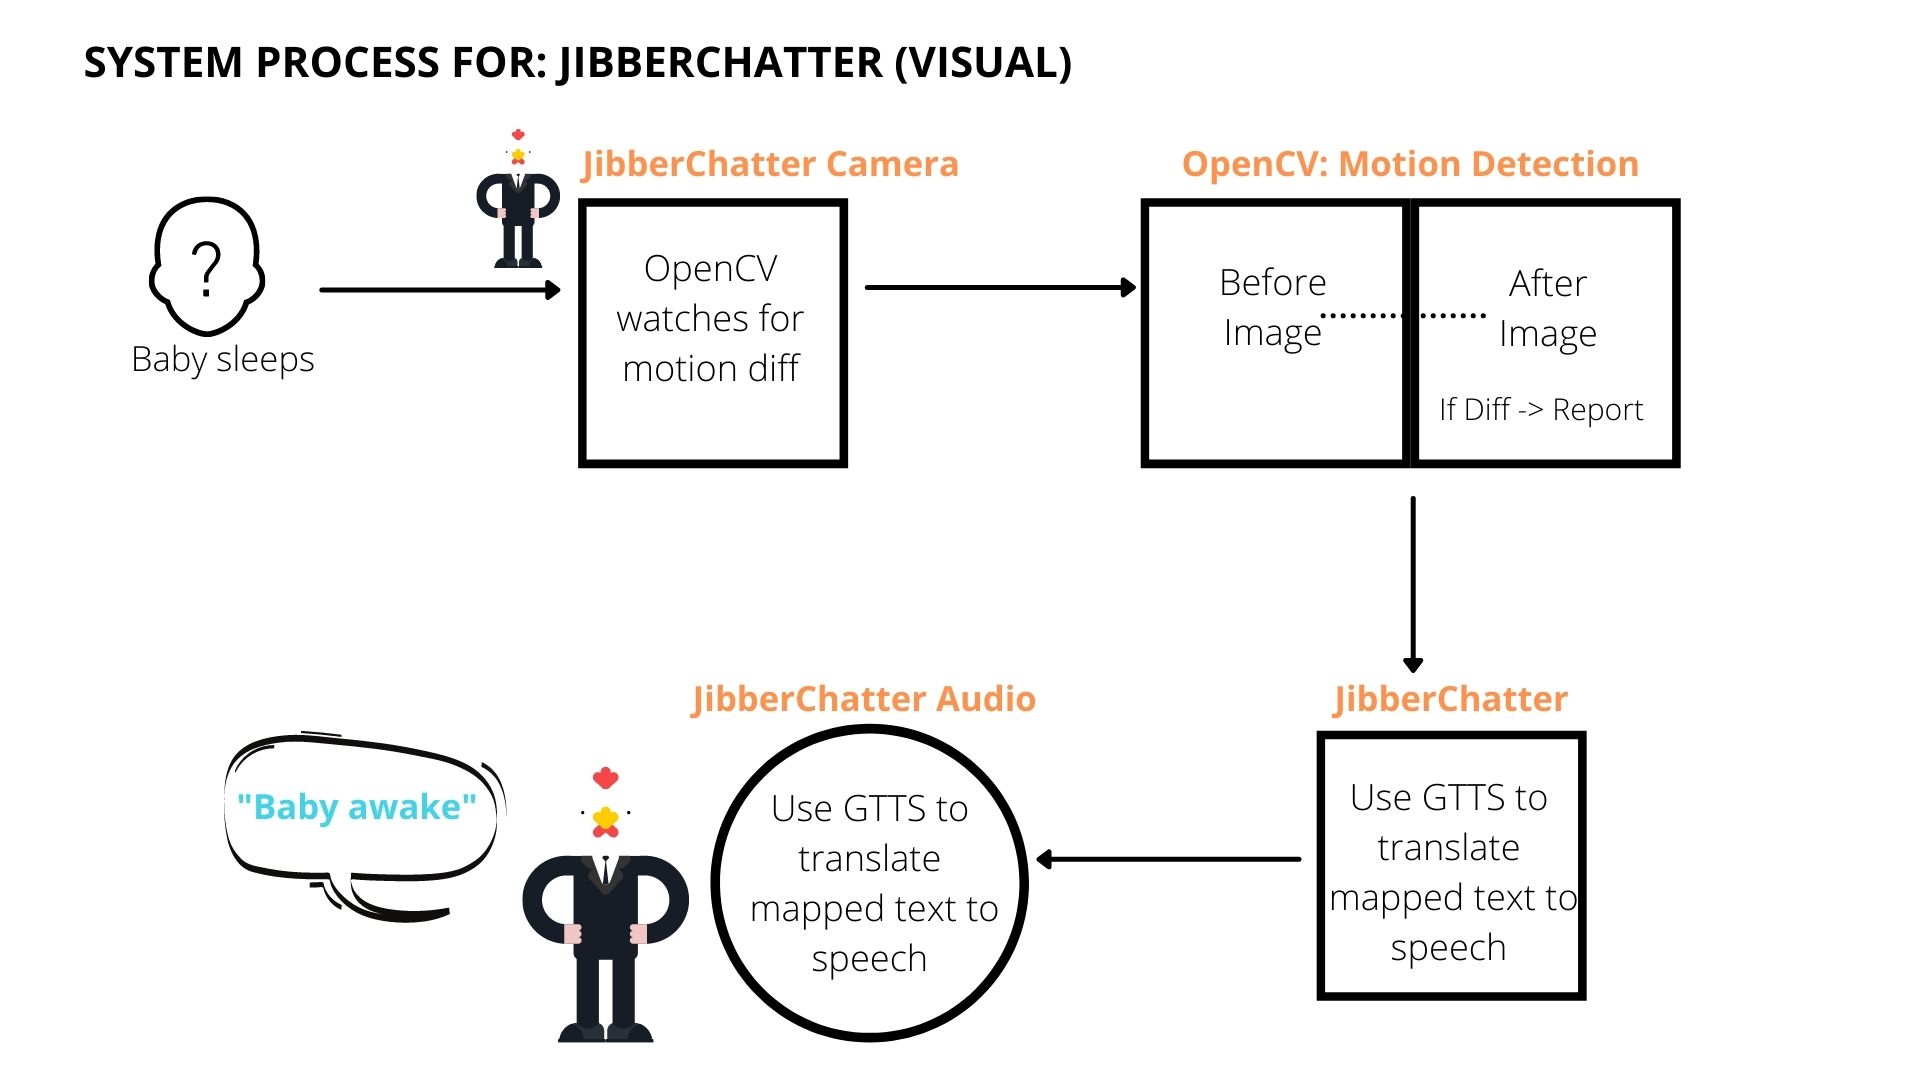 SYSTEM PROCESS FOR: JIBBERCHATTER (VISUAL)
?
Baby sleeps
JibberChatter Camera
OpenCV
watches for
motion diff
OpenCV: Motion Detection
Before
Image
After
Image
If Diff -> Report
JibberChatter
Use GTTS to
translate
mapped text to
speech
JibberChatter Audio
Use GTTS to
translate
mapped text to
speech
"Baby awake"